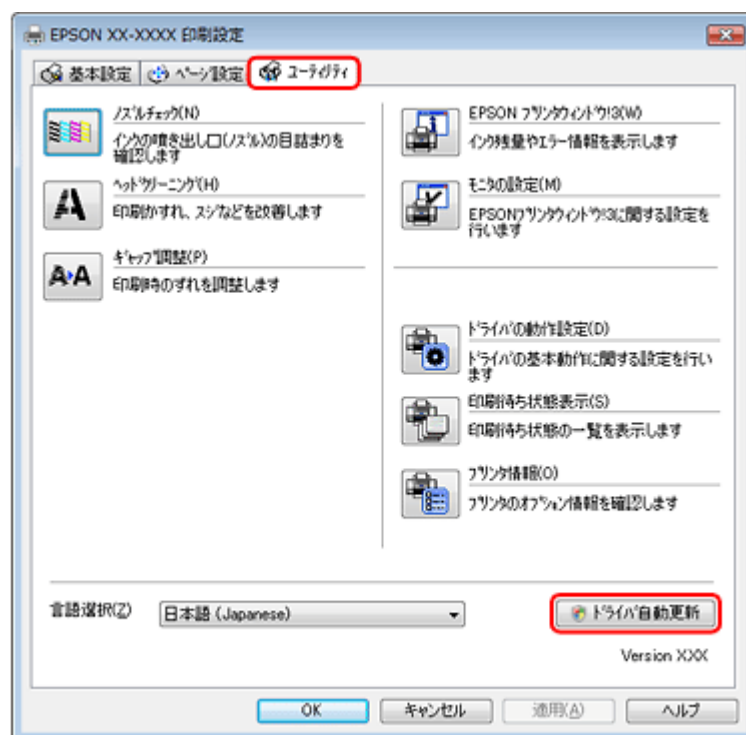 EPSON XX-XXXX 印刷設定
基本設定
ページ設定
ユーティリティ
ノズルチェック(N)
インクの噴き出し口(ノズル)の目詰まりを
確認します
ヘッドクリーニング(H)
印刷かすれ、スジなどを改善します
ギャップ調整(P)
印刷時のずれを調整します
EPSON プリンタウィンドウ!3(W)
インク残量やエラー情報を表示します
モニタの設定(M)
EPSONプリンタウィンドウ!3に関する設定を
行います
ドライバの動作設定(D)
ドライバの基本動作に関する設定を行い
ます
印刷待ち状態表示(S)
印刷待ち状態の一覧を表示します
プリンタ情報(O)
プリンタのオプション情報を確認します
言語選択(Z)
日本語 (Japanese)
ドライバ自動更新
Version XXX
OK
キャンセル
適用(A)
ヘルプ